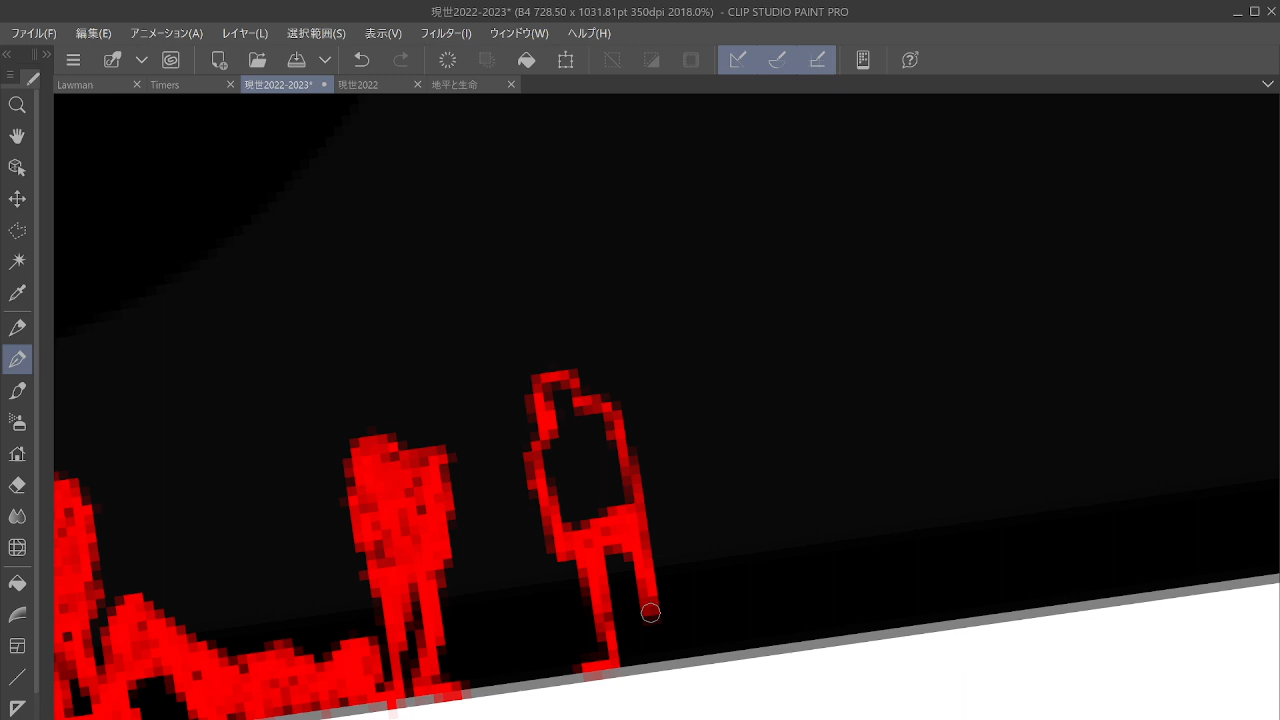 現世2022-2023* (B4 728.50 x 1031.81pt 350dpi 2018.0%) - CLIP STUDIO PAINT PRO
ファイル(F) 編集(E) アニメーション(A) レイヤー(L) 選択範囲(S) 表示(V) フィルター(I) ウィンドウ(W) ヘルプ(H)
Lawman Timers 現世2022-2023* 現世2022 地平と生命